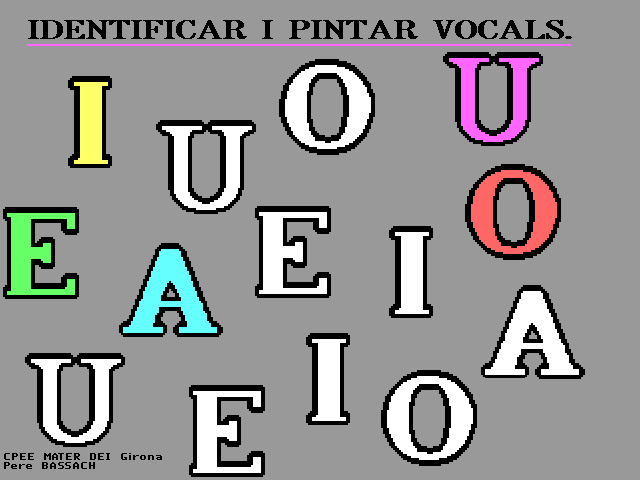 IDENTIFICAR I PINTAR VOCALS.
I U O U
E A E I O
U E I O A
CPEE MATER DEI Girona
Pere BASSACH